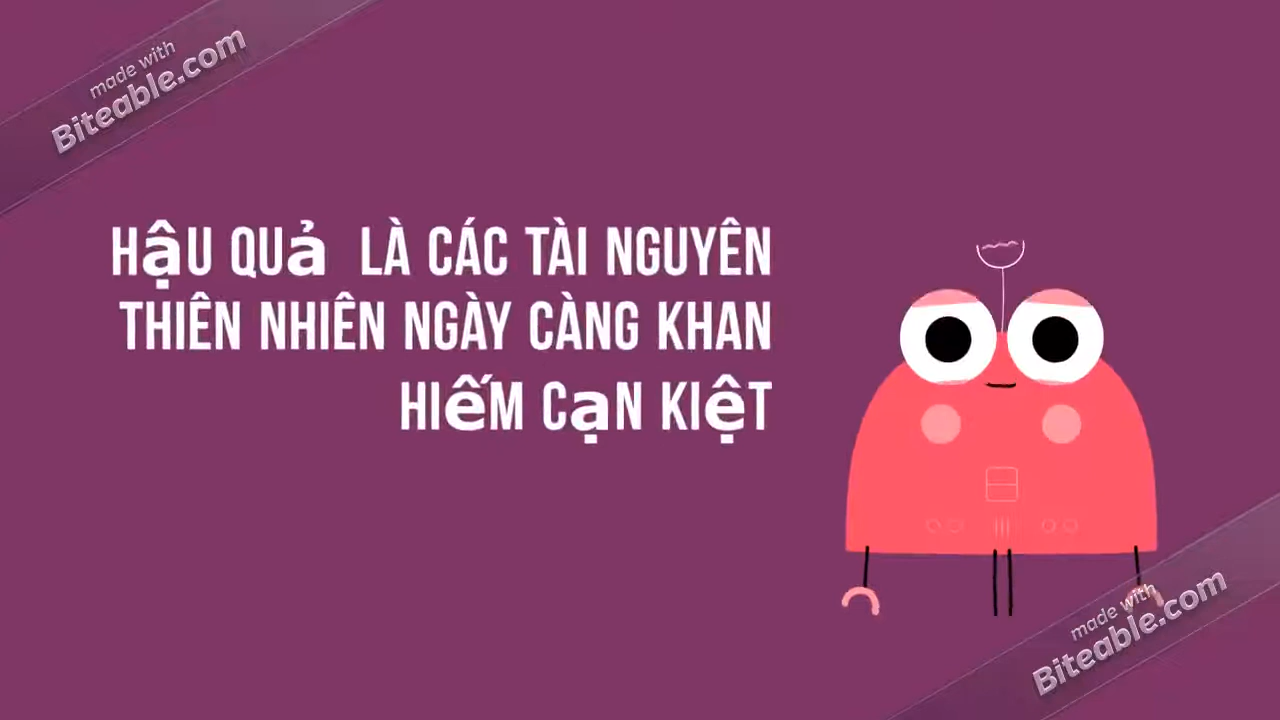 made with
Biteable.com
HậU QUả LÀ CÁC TÀI NGUYÊN
THIÊN NHIÊN NGÀY CÀNG KHAN
HIếM CạN KIệT
made with
Biteable.com